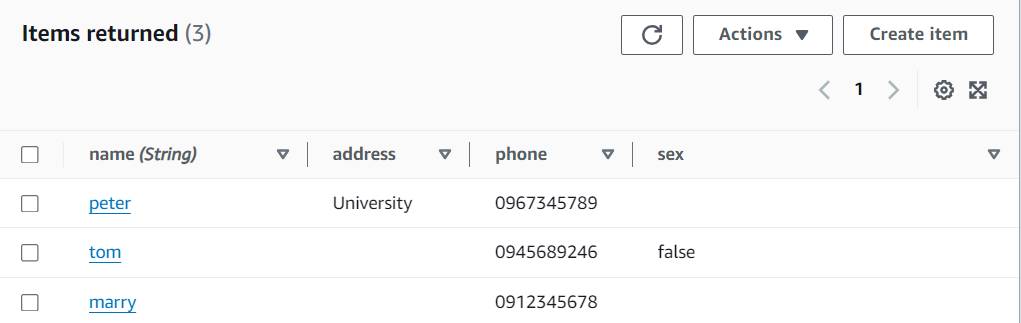 Items returned (3)
Actions
Create item
1
name (String) address phone sex
peter University 0967345789
tom 0945689246 false
marry 0912345678